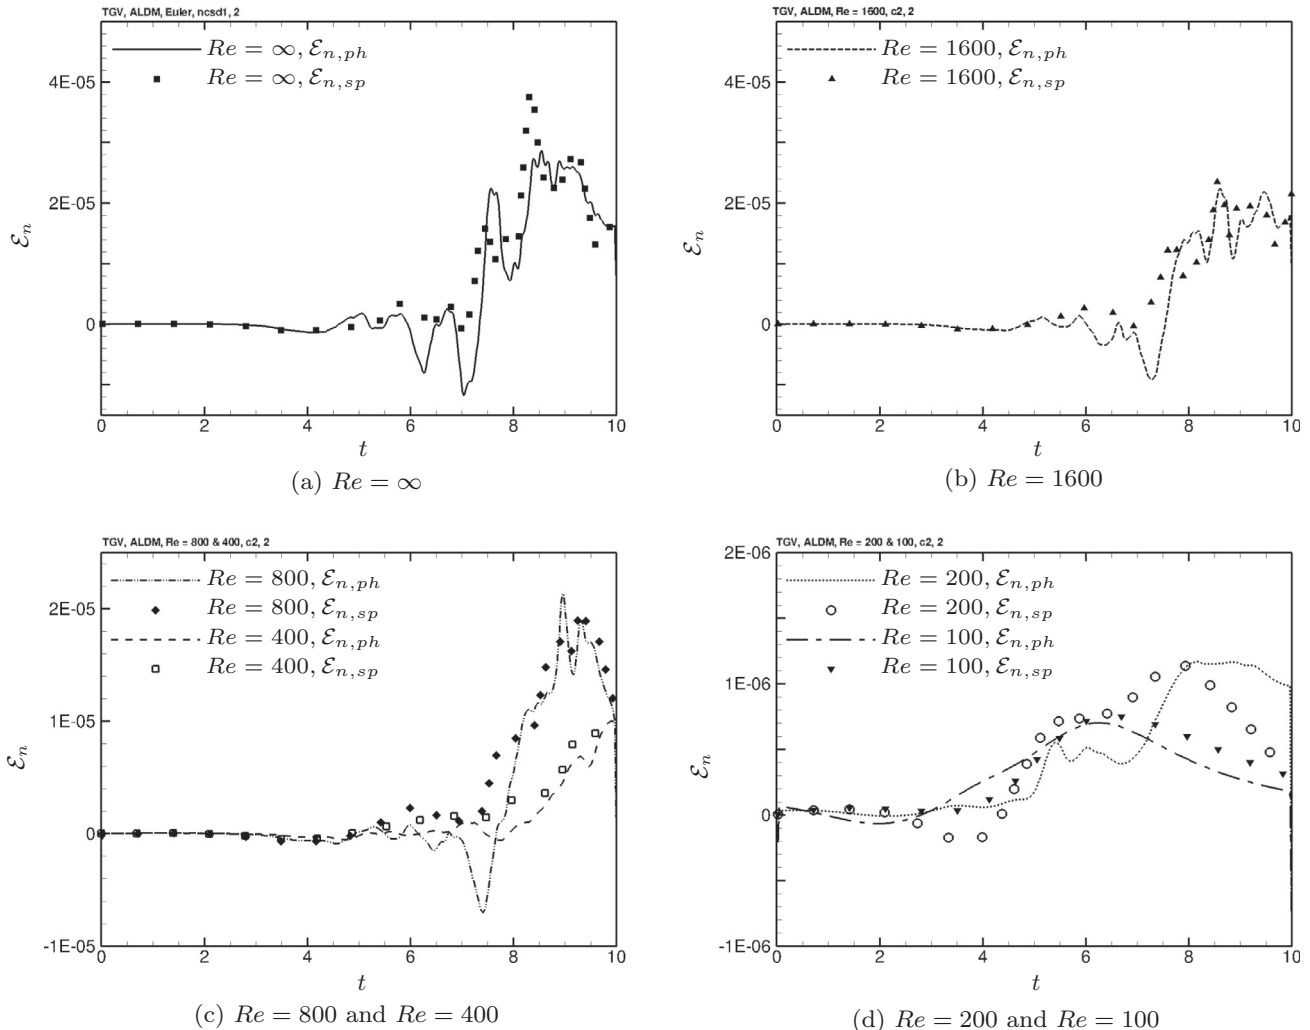 TGV, ALDM, Euler, ncsd1, 2
Re = ∞, ℰn,ph
Re = ∞, ℰn,sp
4E-05
2E-05
0
ℰn
0 2 4 6 8 10
t
(a) Re = ∞
TGV, ALDM, Re = 1600, c2, 2
Re = 1600, ℰn,ph
Re = 1600, ℰn,sp
4E-05
2E-05
0
ℰn
0 2 4 6 8 10
t
(b) Re = 1600
TGV, ALDM, Re = 800 & 400, c2, 2
Re = 800, ℰn,ph
Re = 800, ℰn,sp
Re = 400, ℰn,ph
Re = 400, ℰn,sp
2E-05
1E-05
0
-1E-05
ℰn
0 2 4 6 8 10
t
(c) Re = 800 and Re = 400
TGV, ALDM, Re = 200 & 100, c2, 2
2E-06
Re = 200, ℰn,ph
Re = 200, ℰn,sp
Re = 100, ℰn,ph
Re = 100, ℰn,sp
1E-06
0
-1E-06
ℰn
0 2 4 6 8 10
t
(d) Re = 200 and Re = 100